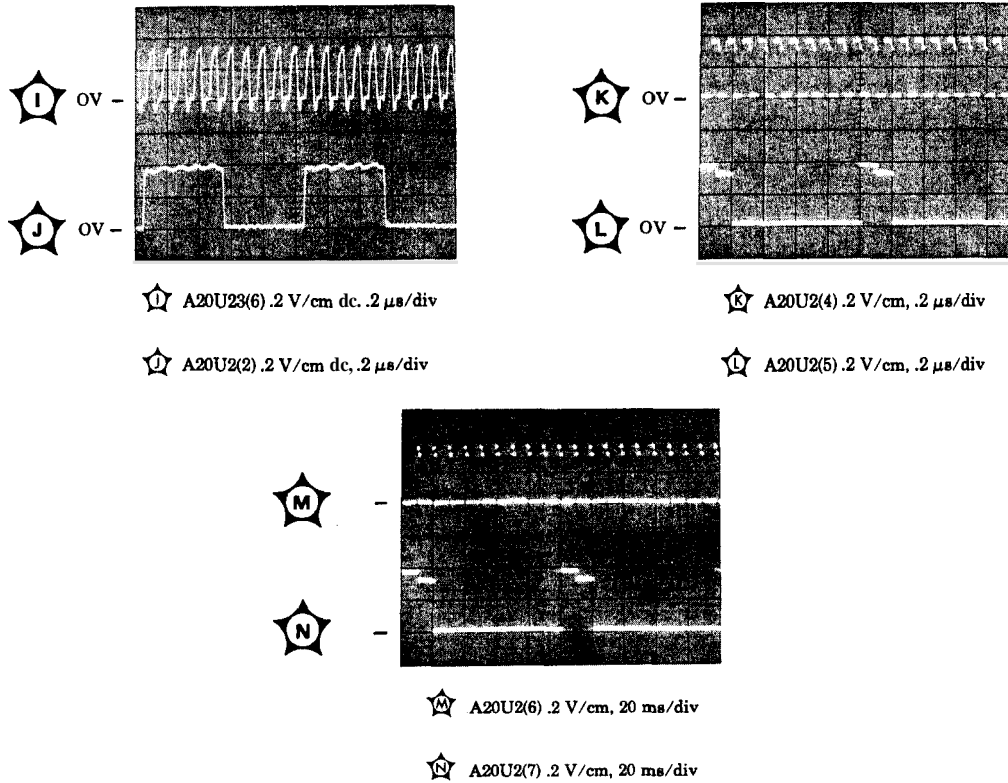 I OV –
J OV –
K OV –
L OV –
I A20U23(6) .2 V/cm dc. .2 μs/div
K A20U2(4) .2 V/cm, .2 μs/div
J A20U2(2) .2 V/cm dc, .2 μs/div
L A20U2(5) .2 V/cm, .2 μs/div
M –
N –
M A20U2(6) .2 V/cm, 20 ms/div
N A20U2(7) .2 V/cm, 20 ms/div